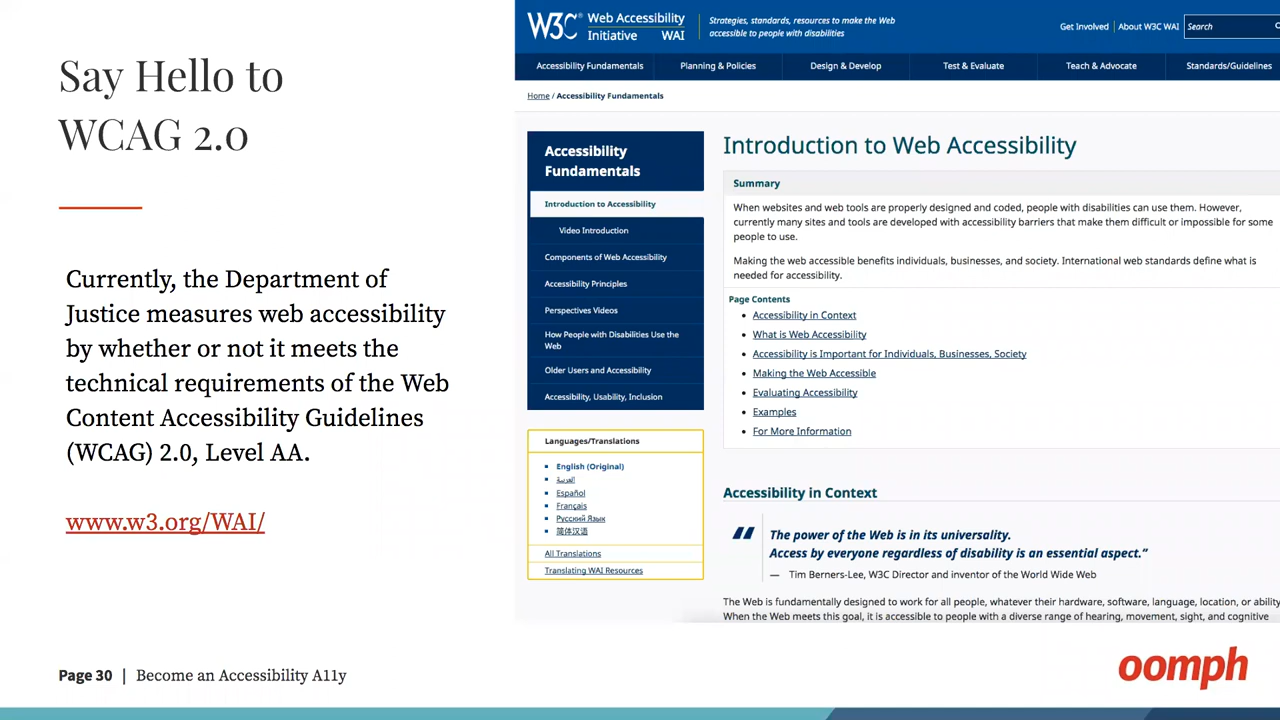 Say Hello to
WCAG 2.0
Currently, the Department of
Justice measures web accessibility
by whether or not it meets the
technical requirements of the Web
Content Accessibility Guidelines
(WCAG) 2.0, Level AA.
www.w3.org/WAI/
W3C® Web Accessibility
Initiative WAI
Strategies, standards, resources to make the Web
accessible to people with disabilities
Get Involved About W3C WAI Search
Accessibility Fundamentals Planning & Policies Design & Develop Test & Evaluate Teach & Advocate Standards/Guidelines
Home / Accessibility Fundamentals
Accessibility
Fundamentals
Introduction to Accessibility
Video Introduction
Components of Web Accessibility
Accessibility Principles
Perspectives Videos
How People with Disabilities Use the
Web
Older Users and Accessibility
Accessibility, Usability, Inclusion
Languages/Translations
English (Original)
العربية
Español
Français
Русский Язык
简体汉语
All Translations
Translating WAI Resources
Introduction to Web Accessibility
Summary
When websites and web tools are properly designed and coded, people with disabilities can use them. However,
currently many sites and tools are developed with accessibility barriers that make them difficult or impossible for some
people to use.
Making the web accessible benefits individuals, businesses, and society. International web standards define what is
needed for accessibility.
Page Contents
Accessibility in Context
What is Web Accessibility
Accessibility is Important for Individuals, Businesses, Society
Making the Web Accessible
Evaluating Accessibility
Examples
For More Information
Accessibility in Context
The power of the Web is in its universality.
Access by everyone regardless of disability is an essential aspect.”
— Tim Berners-Lee, W3C Director and inventor of the World Wide Web
The Web is fundamentally designed to work for all people, whatever their hardware, software, language, location, or ability
When the Web meets this goal, it is accessible to people with a diverse range of hearing, movement, sight, and cognitive
Page 30 | Become an Accessibility A11y
oomph